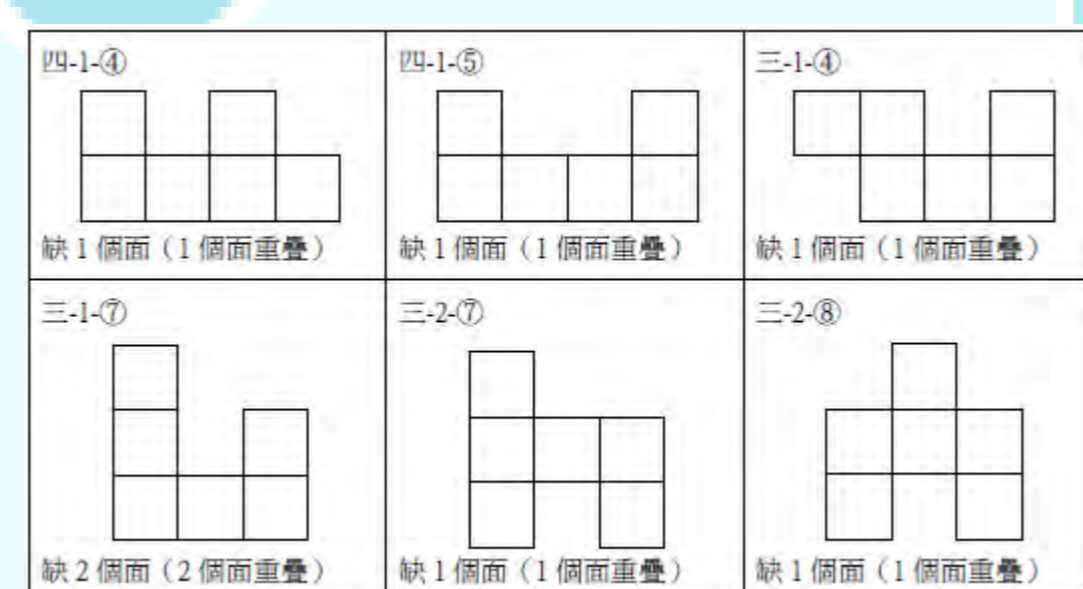 四-1-④
四-1-⑤
三-1-④
缺 1 個面（1 個面重疊）
缺 1 個面（1 個面重疊）
缺 1 個面（1 個面重疊）
三-1-⑦
三-2-⑦
三-2-⑧
缺 2 個面（2 個面重疊）
缺 1 個面（1 個面重疊）
缺 1 個面（1 個面重疊）